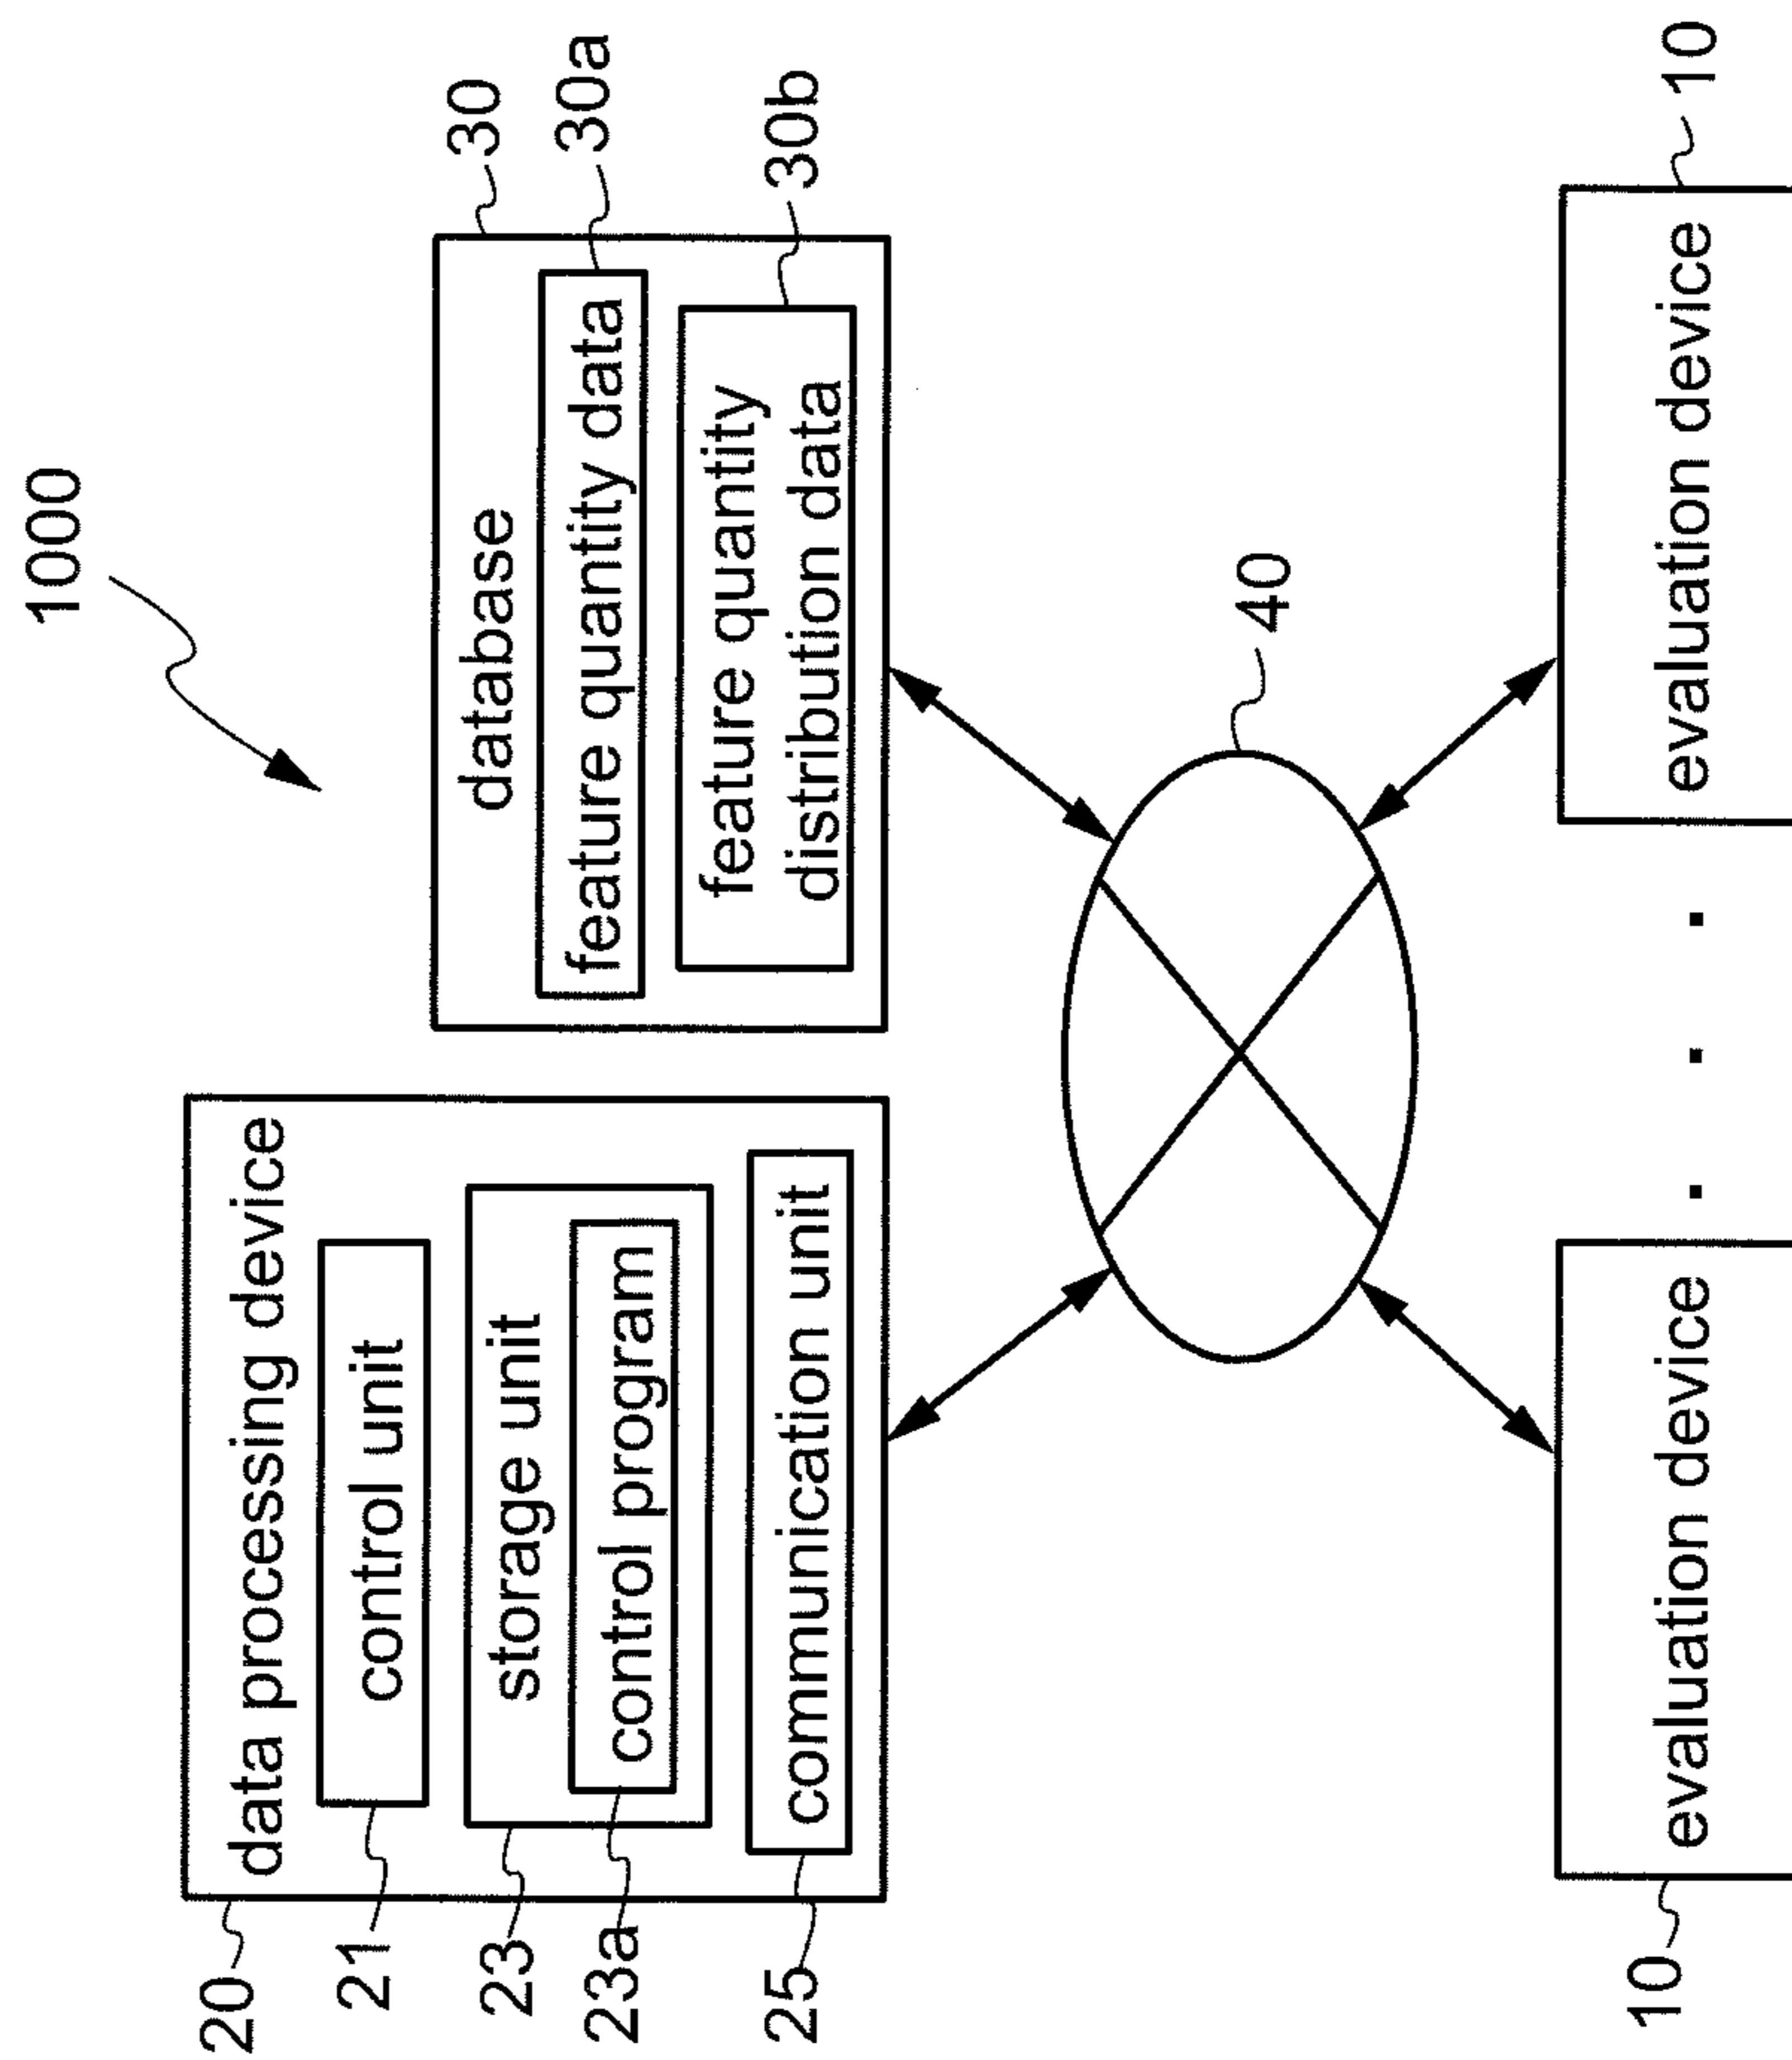 1000
data processing device
20
control unit
21
storage unit
23
control program
23a
communication unit
25
database
30
feature quantity data
30a
feature quantity
distribution data
30b
40
evaluation device
10
. . .
evaluation device
10